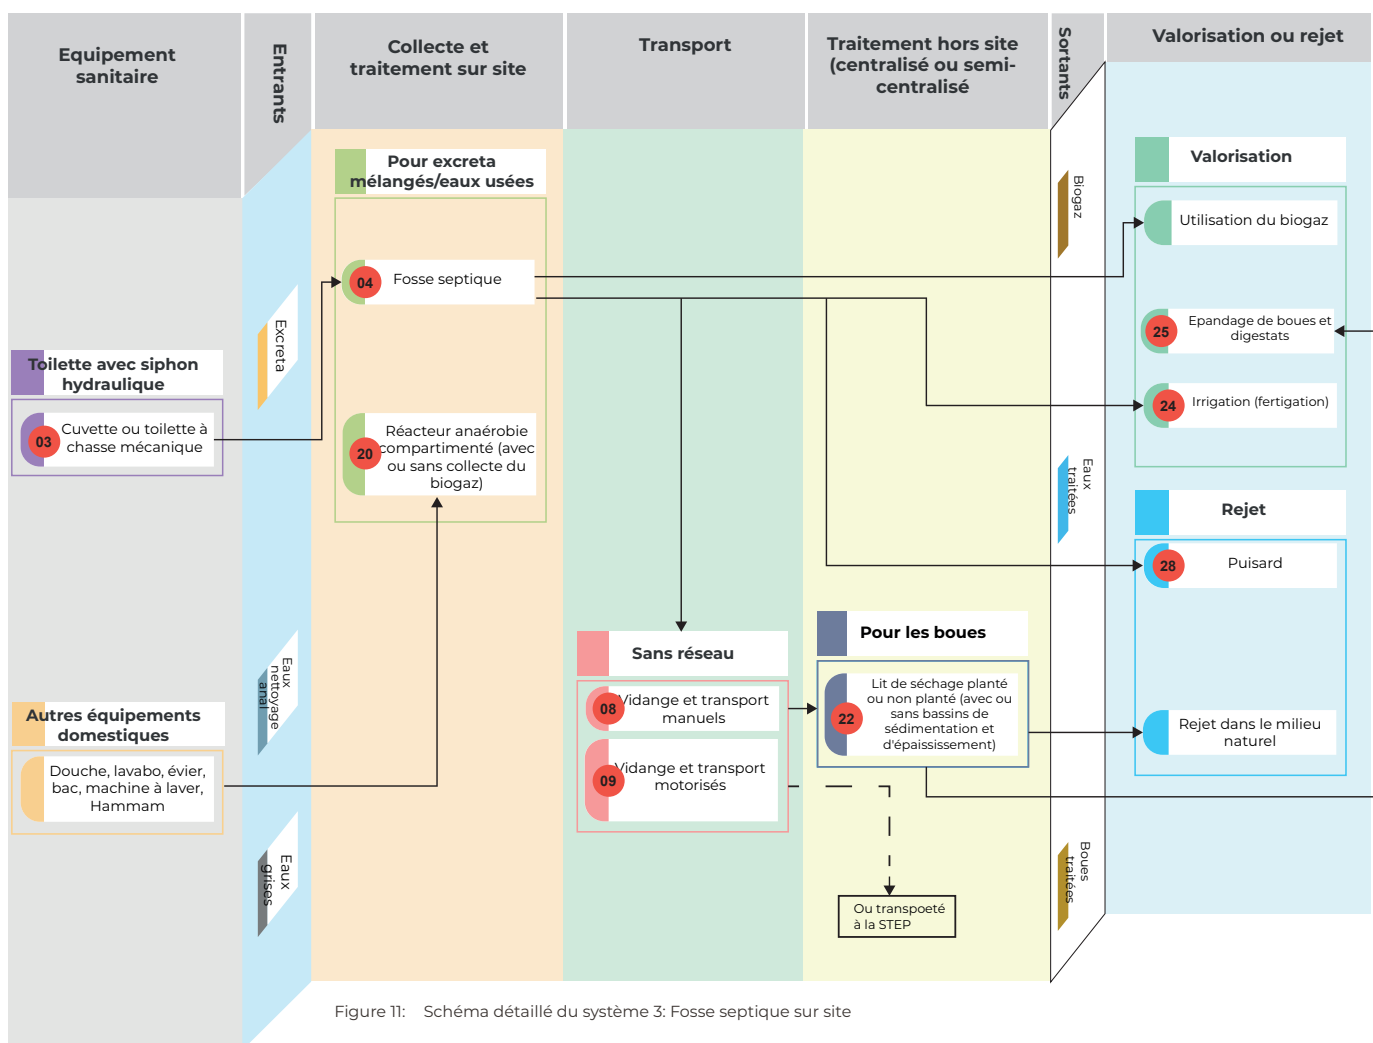 Equipement
sanitaire
Entrants
Collecte et
traitement sur site
Transport
Traitement hors site
(centralisé ou semi-
centralisé
Sortants
Valorisation ou rejet
Toilette avec siphon
hydraulique
03
Cuvette ou toilette à
chasse mécanique
Autres équipements
domestiques
Douche, lavabo, évier,
bac, machine à laver,
Hammam
Excreta
Eaux
nettoyage
anal
Eaux
grises
Pour excreta
mélangés/eaux usées
04
Fosse septique
20
Réacteur anaérobie
compartimenté (avec
ou sans collecte du
biogaz)
Sans réseau
08
Vidange et transport
manuels
09
Vidange et transport
motorisés
Pour les boues
22
Lit de séchage planté
ou non planté (avec ou
sans bassins de
sédimentation et
d'épaississement)
Ou transpoeté
à la STEP
Biogaz
Eaux
traitées
Boues
traitées
Valorisation
Utilisation du biogaz
25
Epandage de boues et
digestats
24
Irrigation (fertigation)
Rejet
28
Puisard
Rejet dans le milieu
naturel
Figure 11: Schéma détaillé du système 3: Fosse septique sur site